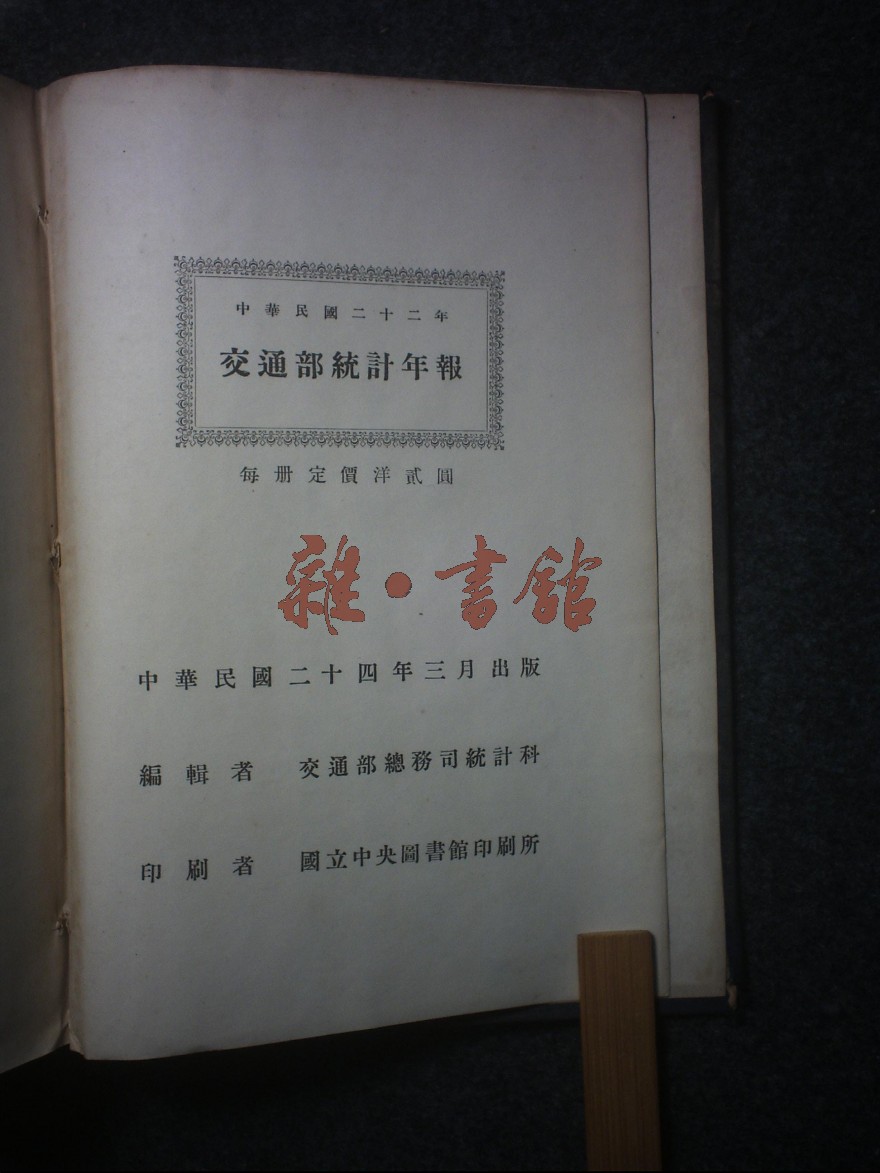 中華民國二十二年
交通部統計年報
每册定價洋貳圓
雜·書館
中華民國二十四年三月出版
編輯者 交通部總務司統計科
印刷者 國立中央圖書館印刷所